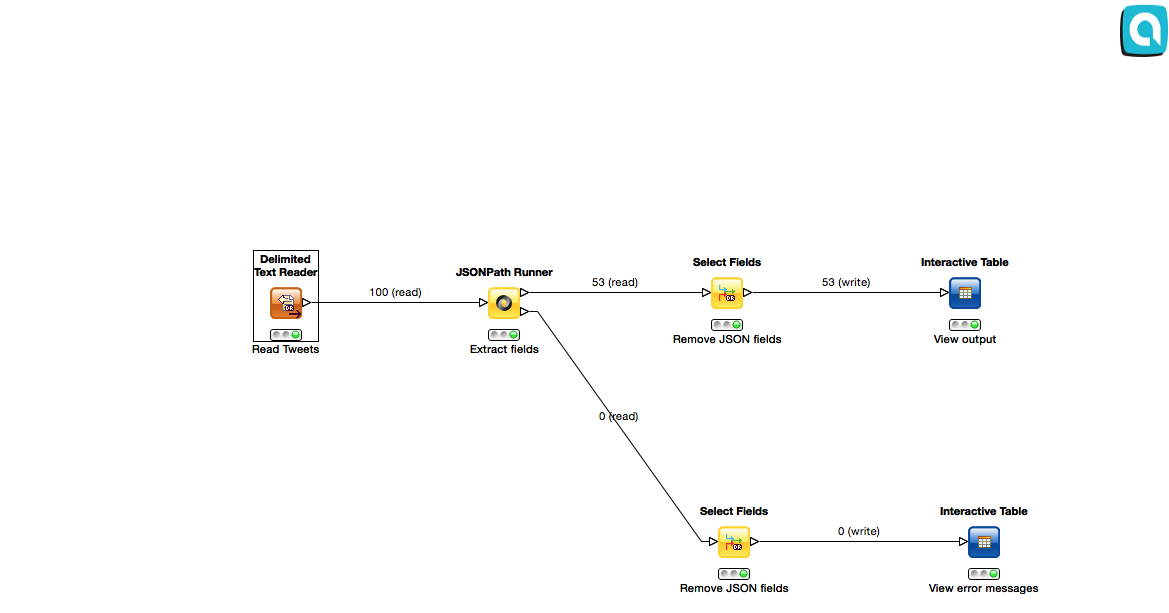 Delimited
Text Reader
Read Tweets
100 (read)
JSONPath Runner
Extract fields
53 (read)
Select Fields
Remove JSON fields
53 (write)
Interactive Table
View output
0 (read)
Select Fields
Remove JSON fields
0 (write)
Interactive Table
View error messages